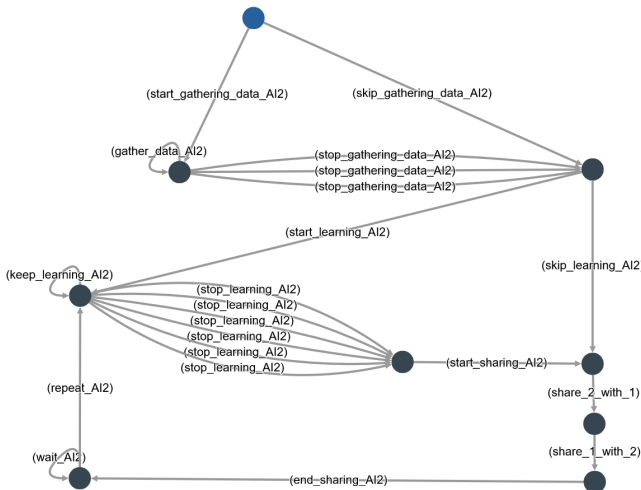 (start_gathering_data_AI2)
(skip_gathering_data_AI2)
(gather_data_AI2)
(stop_gathering_data_AI2)
(stop_gathering_data_AI2)
(stop_gathering_data_AI2)
(start_learning_AI2)
(skip_learning_AI2
(keep_learning_AI2)
(stop_learning_AI2)
(stop_learning_AI2)
(stop_learning_AI2)
(stop_learning_AI2)
(stop_learning_AI2)
(stop_learning_AI2)
(start_sharing_AI2)
(repeat_AI2)
(share_2_with_1)
(share_1_with_2)
(wait_AI2)
(end_sharing_AI2)